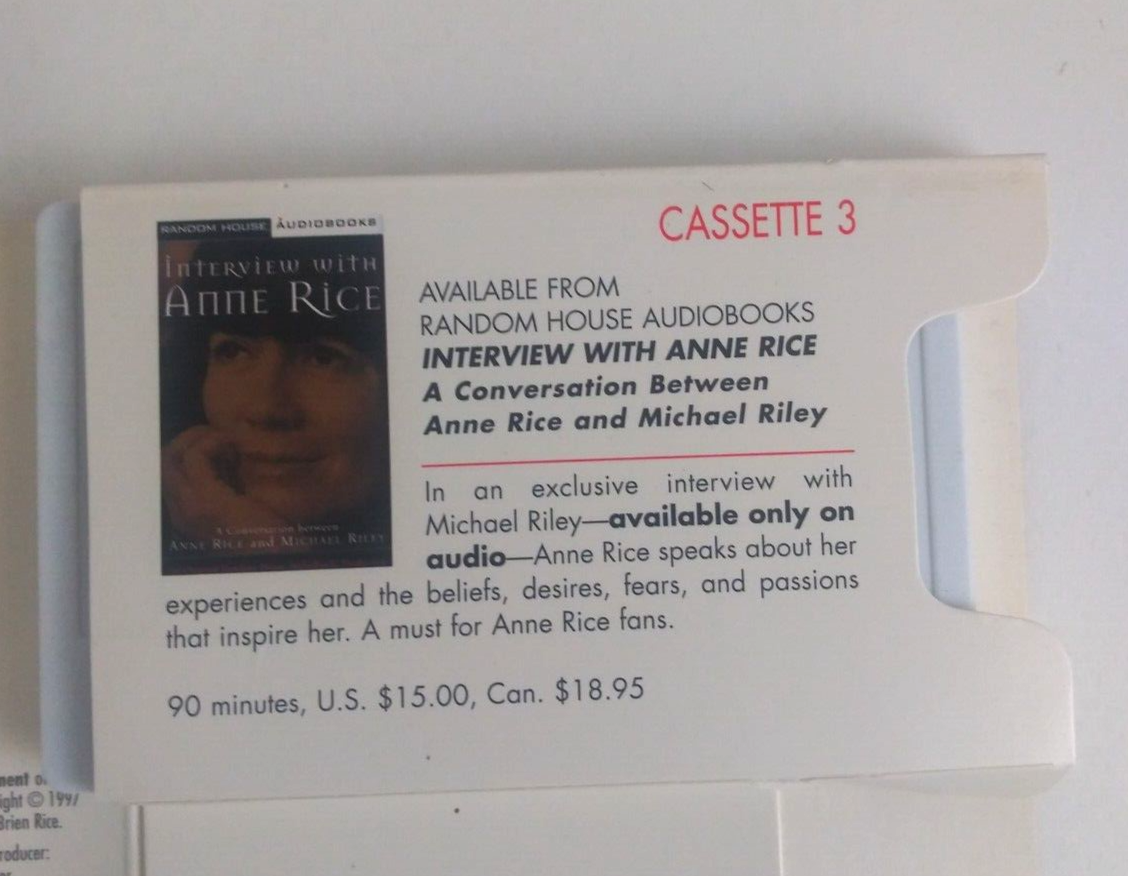 CASSETTE 3
RANDOM HOUSE AUDIOBOOKS
INTERVIEW WITH
ANNE RICE
A Conversation between
ANNE RICE and MICHAEL RILEY
AVAILABLE FROM
RANDOM HOUSE AUDIOBOOKS
INTERVIEW WITH ANNE RICE
A Conversation Between
Anne Rice and Michael Riley
In an exclusive interview with
Michael Riley—available only on
audio—Anne Rice speaks about her
experiences and the beliefs, desires, fears, and passions
that inspire her. A must for Anne Rice fans.
90 minutes, U.S. $15.00, Can. $18.95
© 1997
Rice.